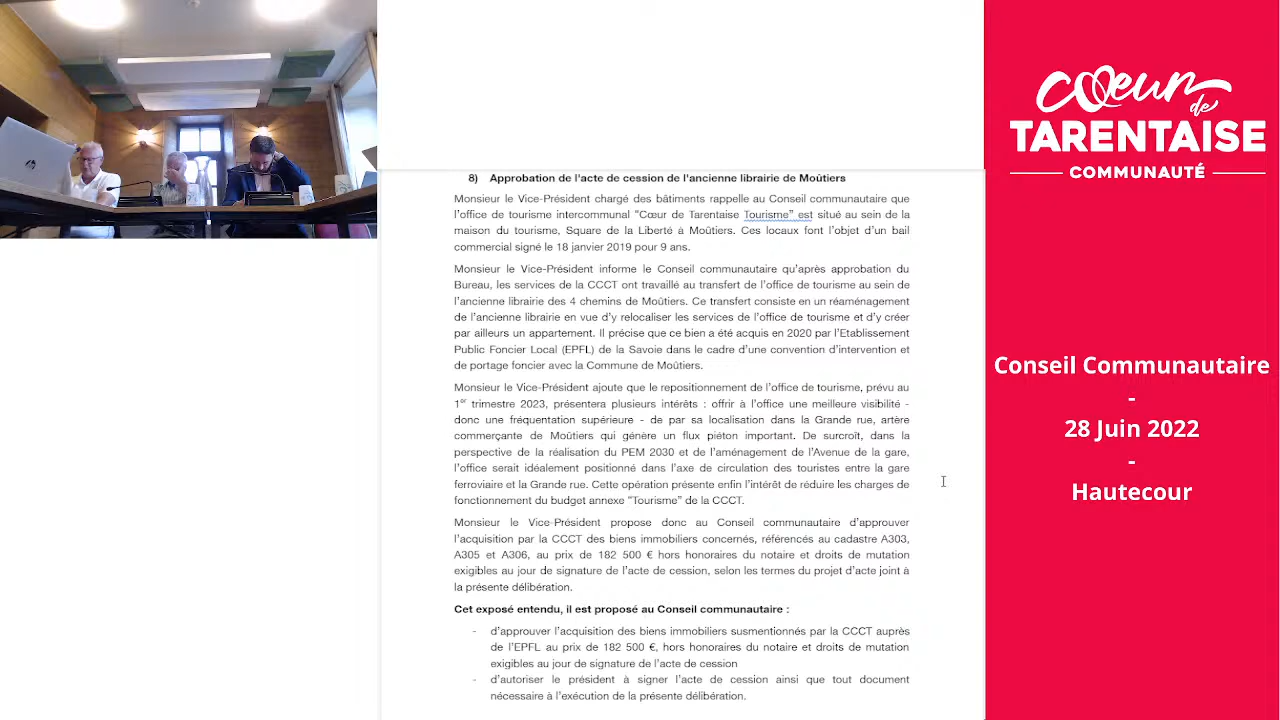 8) Approbation de l'acte de cession de l'ancienne librairie de Moûtiers
Monsieur le Vice-Président chargé des bâtiments rappelle au Conseil communautaire que
l'office de tourisme intercommunal "Cœur de Tarentaise Tourisme" est situé au sein de la
maison du tourisme, Square de la Liberté à Moûtiers. Ces locaux font l'objet d'un bail
commercial signé le 18 janvier 2019 pour 9 ans.
Monsieur le Vice-Président informe le Conseil communautaire qu'après approbation du
Bureau, les services de la CCCT ont travaillé au transfert de l'office de tourisme au sein de
l'ancienne librairie des 4 chemins de Moûtiers. Ce transfert consiste en un réaménagement
de l'ancienne librairie en vue d'y relocaliser les services de l'office de tourisme et d'y créer
par ailleurs un appartement. Il précise que ce bien a été acquis en 2020 par l'Etablissement
Public Foncier Local (EPFL) de la Savoie dans le cadre d'une convention d'intervention et
de portage foncier avec la Commune de Moûtiers.
Monsieur le Vice-Président ajoute que le repositionnement de l'office de tourisme, prévu au
1er trimestre 2023, présentera plusieurs intérêts : offrir à l'office une meilleure visibilité -
donc une fréquentation supérieure - de par sa localisation dans la Grande rue, artère
commerçante de Moûtiers qui génère un flux piéton important. De surcroît, dans la
perspective de la réalisation du PEM 2030 et de l'aménagement de l'Avenue de la gare,
l'office serait idéalement positionné dans l'axe de circulation des touristes entre la gare
ferroviaire et la Grande rue. Cette opération présente enfin l'intérêt de réduire les charges de
fonctionnement du budget annexe "Tourisme" de la CCCT.
Monsieur le Vice-Président propose donc au Conseil communautaire d'approuver
l'acquisition par la CCCT des biens immobiliers concernés, référencés au cadastre A303,
A305 et A306, au prix de 182 500 € hors honoraires du notaire et droits de mutation
exigibles au jour de signature de l'acte de cession, selon les termes du projet d'acte joint à
la présente délibération.
Cet exposé entendu, il est proposé au Conseil communautaire :
- d'approuver l'acquisition des biens immobiliers susmentionnés par la CCCT auprès
de l'EPFL au prix de 182 500 €, hors honoraires du notaire et droits de mutation
exigibles au jour de signature de l'acte de cession
- d'autoriser le président à signer l'acte de cession ainsi que tout document
nécessaire à l'exécution de la présente délibération.
Cœur
de
TARENTAISE
COMMUNAUTÉ
Conseil Communautaire
-
28 Juin 2022
-
Hautecour
hp